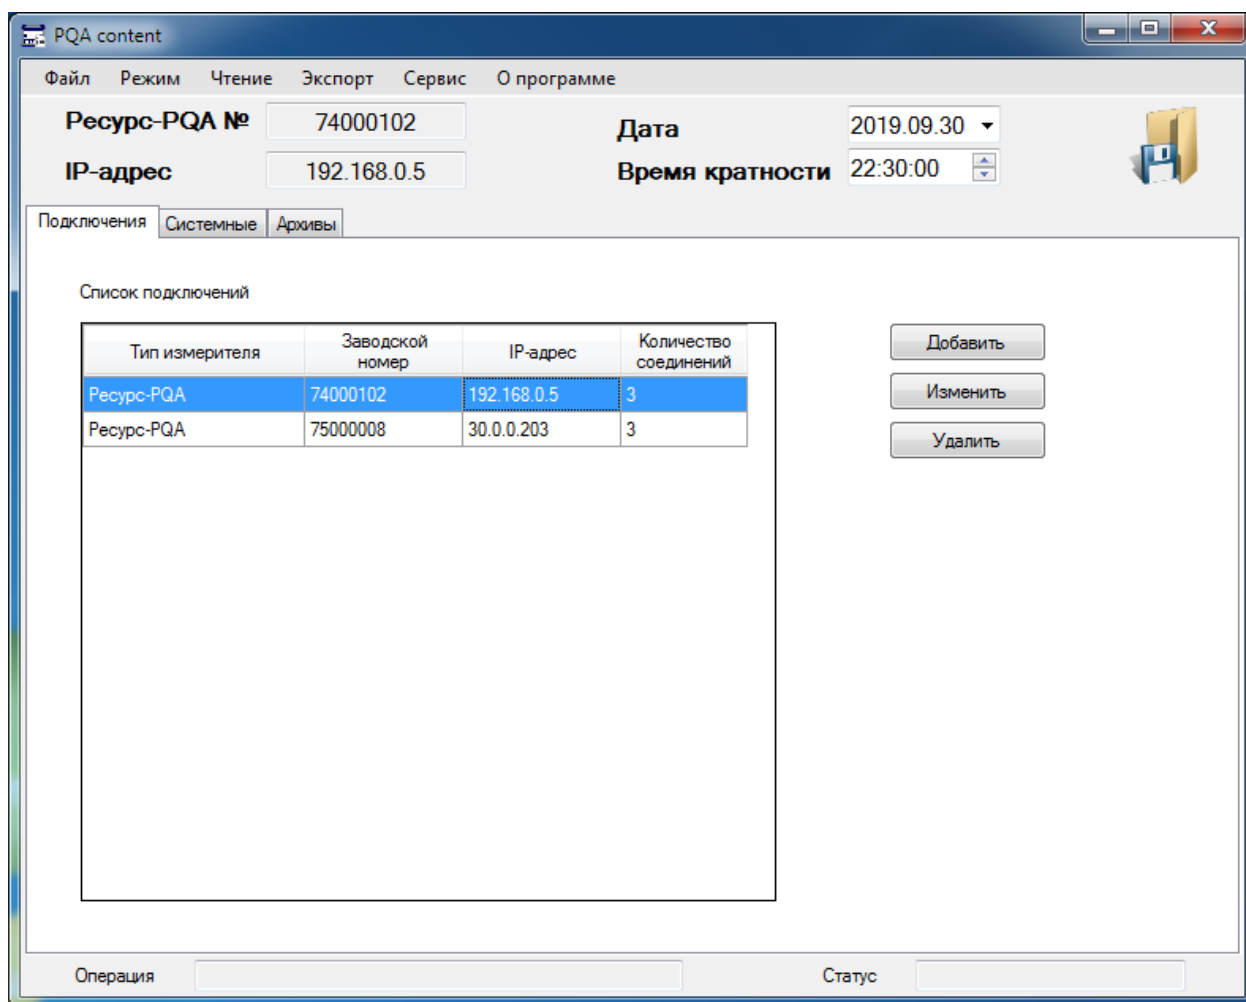 PQA content
Файл Режим Чтение Экспорт Сервис О программе
Ресурс-PQA № 74000102 Дата 2019.09.30
IP-адрес 192.168.0.5 Время кратности 22:30:00
Подключения Системные Архивы
Список подключений
Тип измерителя Заводской номер IP-адрес Количество соединений
Ресурс-PQA 74000102 192.168.0.5 3
Ресурс-PQA 75000008 30.0.0.203 3
Добавить
Изменить
Удалить
Операция Статус